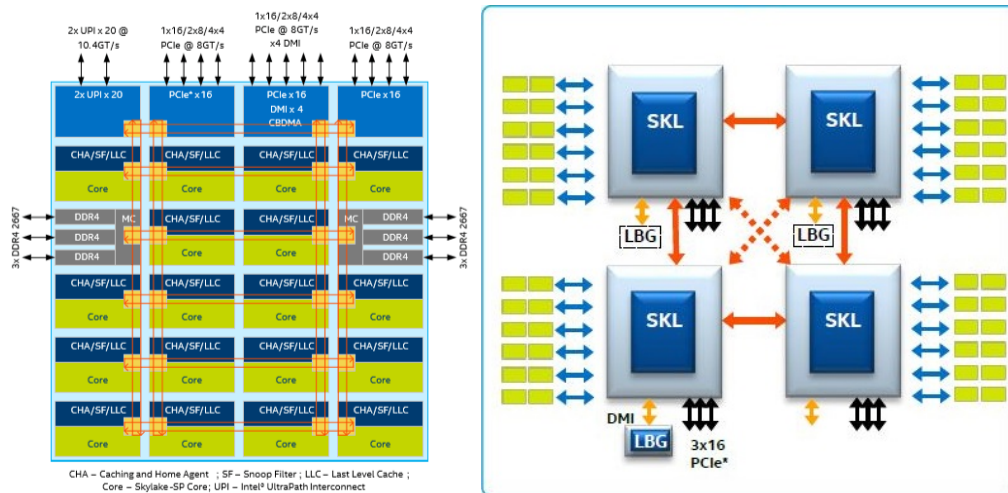 2x UPI x 20 @
10.4GT/s
1x16/2x8/4x4
PCIe @ 8GT/s
1x16/2x8/4x4
PCIe @ 8GT/s
x4 DMI
1x16/2x8/4x4
PCIe @ 8GT/s
2x UPI x 20
PCIe* x 16
PCIe x 16
DMI x 4
CBDMA
PCIe x 16
CHA/SF/LLC
CHA/SF/LLC
CHA/SF/LLC
CHA/SF/LLC
Core
Core
Core
Core
3x DDR4 2667
DDR4
DDR4
DDR4
MC
CHA/SF/LLC
Core
CHA/SF/LLC
Core
MC
DDR4
DDR4
DDR4
3x DDR4 2667
CHA/SF/LLC
CHA/SF/LLC
CHA/SF/LLC
CHA/SF/LLC
Core
Core
Core
Core
CHA/SF/LLC
CHA/SF/LLC
CHA/SF/LLC
CHA/SF/LLC
Core
Core
Core
Core
CHA/SF/LLC
CHA/SF/LLC
CHA/SF/LLC
CHA/SF/LLC
Core
Core
Core
Core
CHA – Caching and Home Agent ; SF – Snoop Filter ; LLC – Last Level Cache ;
Core – Skylake-SP Core; UPI – Intel® UltraPath Interconnect
SKL
SKL
LBG
LBG
SKL
SKL
DMI
LBG
3x16
PCIe*